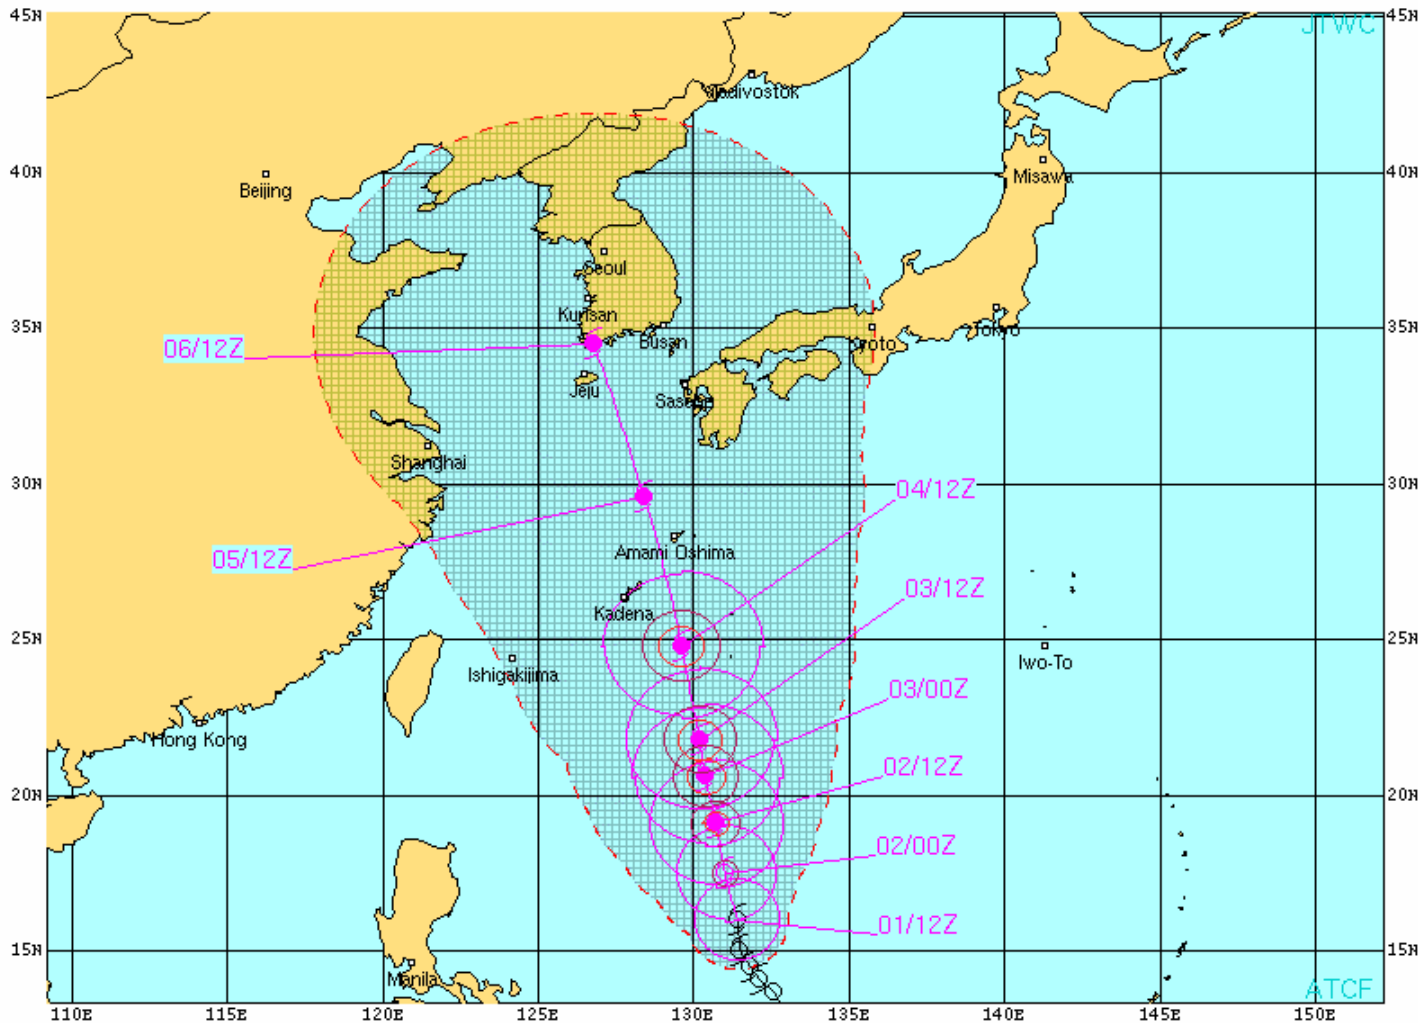 45N
45N
JTWC
Vladivostok
40N
40N
Beijing
Misawa
Seoul
Kunsan
35N
35N
06/12Z
Busan
Kyoto
Tokyo
Jeju
Sasebo
Shanghai
30N
30N
04/12Z
05/12Z
Amami Oshima
03/12Z
Kadena
25N
25N
Ishigakijima
Iwo-To
03/00Z
Hong Kong
02/12Z
20N
20N
02/00Z
01/12Z
15N
15N
Manila
ATCF
110E
120E
125E
130E
135E
140E
145E
150E